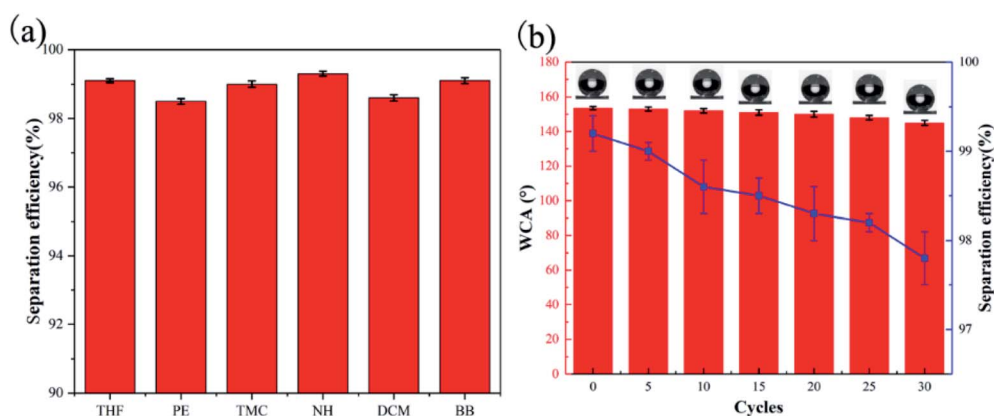 (a)
Separation efficiency(%)
100
98
96
94
92
90
THF PE TMC NH DCM BB
(b)
WCA (°)
180
160
140
120
100
80
60
40
20
0
0 5 10 15 20 25 30
Cycles
100
99
98
97
Separation efficiency(%)